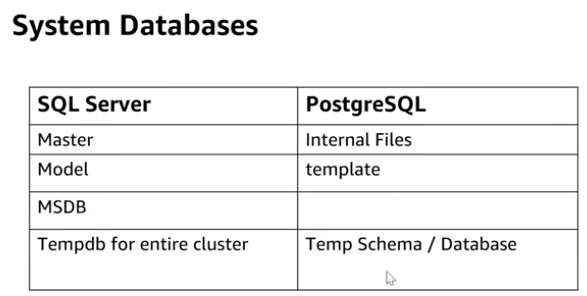 System Databases
SQL Server PostgreSQL
Master Internal Files
Model template
MSDB
Tempdb for entire cluster Temp Schema / Database